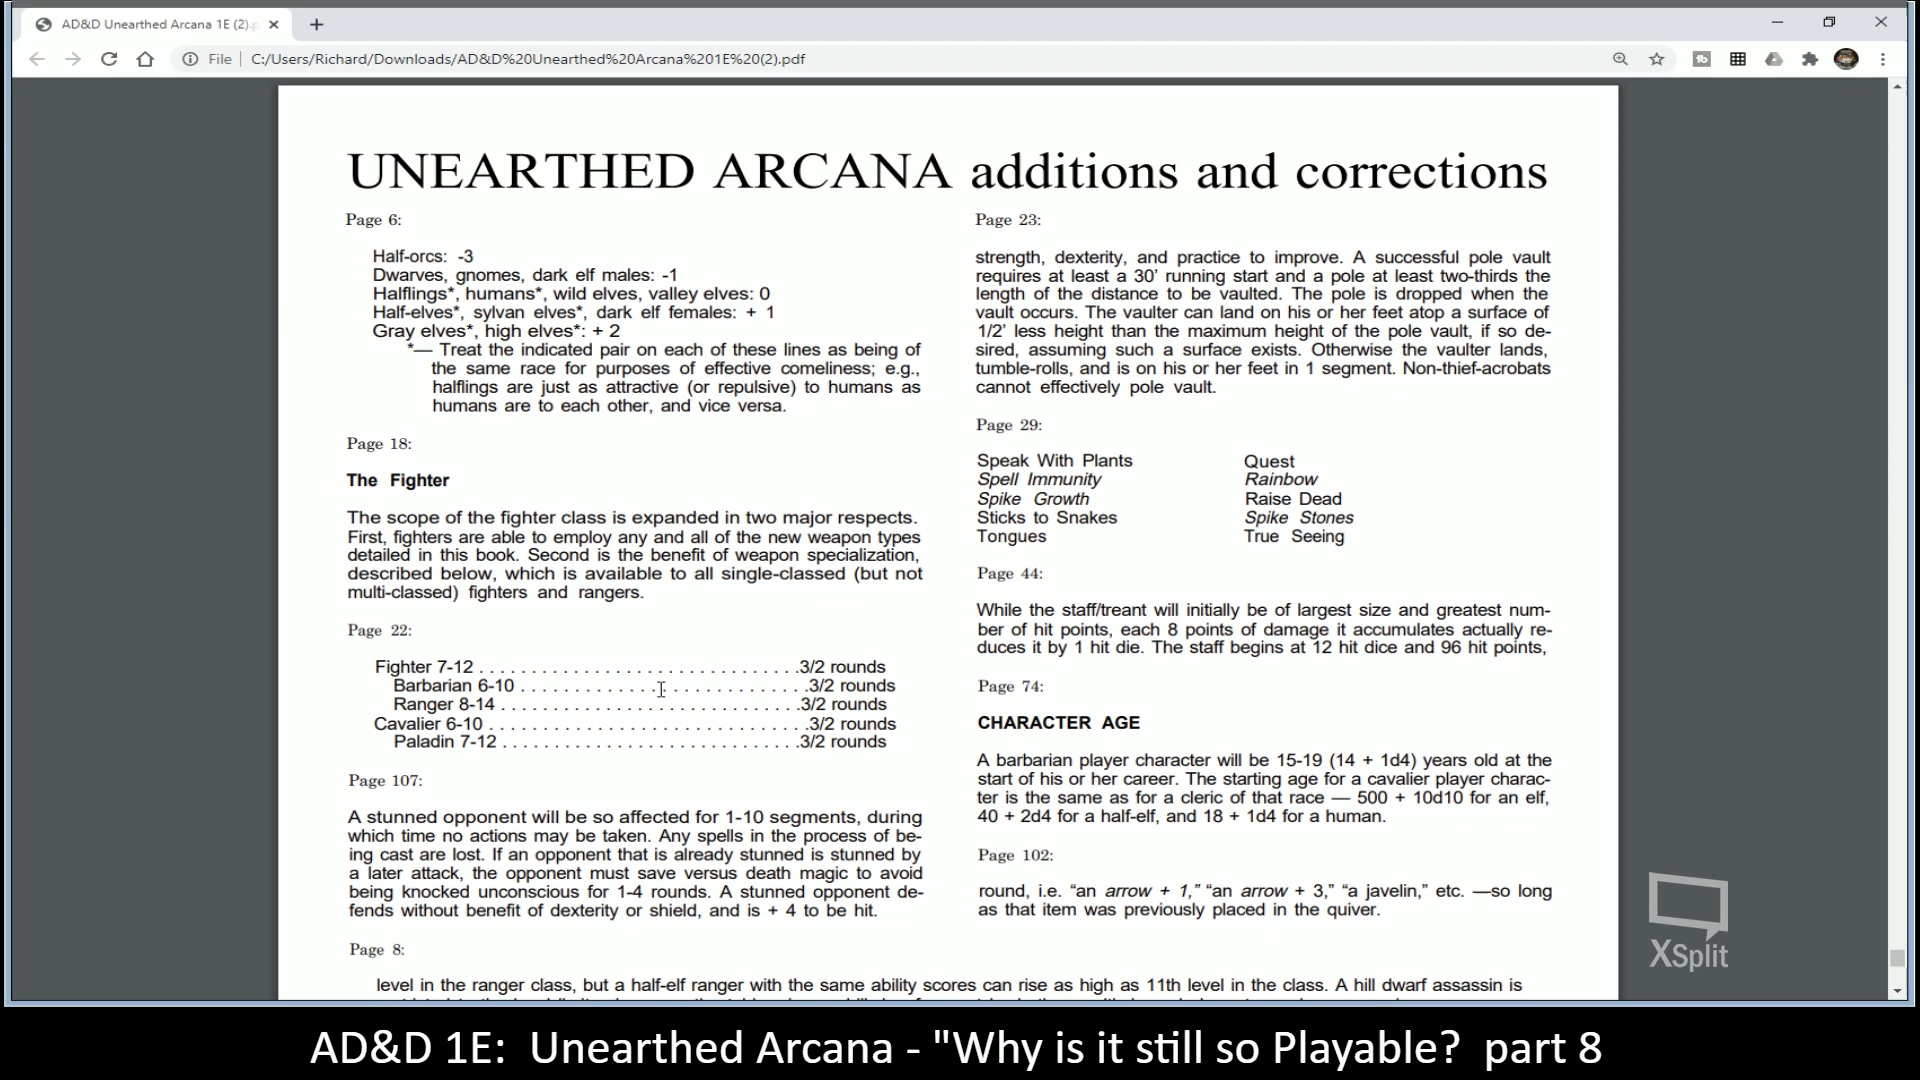 AD&D Unearthed Arcana 1E (2).p
File
C:/Users/Richard/Downloads/AD&D%20Unearthed%20Arcana%201E%20(2).pdf
UNEARTHED ARCANA additions and corrections
Page 6:
Half-orcs: -3
Dwarves, gnomes, dark elf males: -1
Halflings*, humans*, wild elves, valley elves: 0
Half-elves*, sylvan elves*, dark elf females: + 1
Gray elves*, high elves*: + 2
*— Treat the indicated pair on each of these lines as being of
the same race for purposes of effective comeliness; e.g.,
halflings are just as attractive (or repulsive) to humans as
humans are to each other, and vice versa.
Page 18:
The Fighter
The scope of the fighter class is expanded in two major respects.
First, fighters are able to employ any and all of the new weapon types
detailed in this book. Second is the benefit of weapon specialization,
described below, which is available to all single-classed (but not
multi-classed) fighters and rangers.
Page 22:
Fighter 7-12 . . . . . . . . . . . . . . . . . . . . . . . . . . . . . .3/2 rounds
Barbarian 6-10 . . . . . . . . . . . . . . . . . . . . . . . . . . .3/2 rounds
Ranger 8-14 . . . . . . . . . . . . . . . . . . . . . . . . . . . .3/2 rounds
Cavalier 6-10 . . . . . . . . . . . . . . . . . . . . . . . . . . . . . .3/2 rounds
Paladin 7-12 . . . . . . . . . . . . . . . . . . . . . . . . . . . .3/2 rounds
Page 107:
A stunned opponent will be so affected for 1-10 segments, during
which time no actions may be taken. Any spells in the process of be-
ing cast are lost. If an opponent that is already stunned is stunned by
a later attack, the opponent must save versus death magic to avoid
being knocked unconscious for 1-4 rounds. A stunned opponent de-
fends without benefit of dexterity or shield, and is + 4 to be hit.
Page 23:
strength, dexterity, and practice to improve. A successful pole vault
requires at least a 30' running start and a pole at least two-thirds the
length of the distance to be vaulted. The pole is dropped when the
vault occurs. The vaulter can land on his or her feet atop a surface of
1/2' less height than the maximum height of the pole vault, if so de-
sired, assuming such a surface exists. Otherwise the vaulter lands,
tumble-rolls, and is on his or her feet in 1 segment. Non-thief-acrobats
cannot effectively pole vault.
Page 29:
Speak With Plants Quest
Spell Immunity Rainbow
Spike Growth Raise Dead
Sticks to Snakes Spike Stones
Tongues True Seeing
Page 44:
While the staff/treant will initially be of largest size and greatest num-
ber of hit points, each 8 points of damage it accumulates actually re-
duces it by 1 hit die. The staff begins at 12 hit dice and 96 hit points,
Page 74:
CHARACTER AGE
A barbarian player character will be 15-19 (14 + 1d4) years old at the
start of his or her career. The starting age for a cavalier player charac-
ter is the same as for a cleric of that race — 500 + 10d10 for an elf,
40 + 2d4 for a half-elf, and 18 + 1d4 for a human.
Page 102:
round, i.e. “an arrow + 1,” “an arrow + 3,” “a javelin,” etc. —so long
as that item was previously placed in the quiver.
Page 8:
level in the ranger class, but a half-elf ranger with the same ability scores can rise as high as 11th level in the class. A hill dwarf assassin is
XSplit
AD&D 1E: Unearthed Arcana - "Why is it still so Playable? part 8